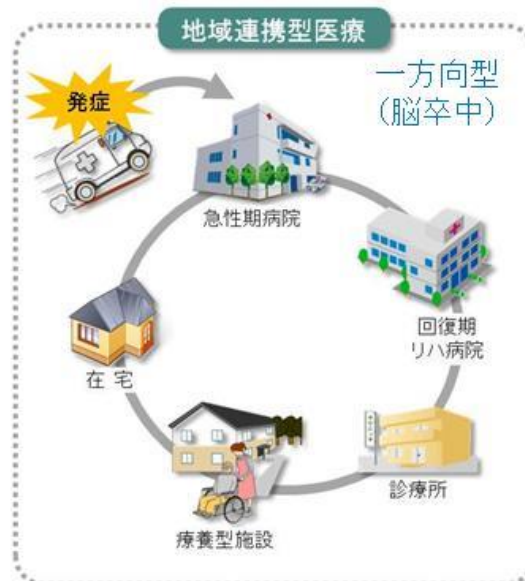 地域連携型医療
一方向型
(脳卒中)
発症
急性期病院
回復期
リハ病院
在 宅
診療所
療養型施設